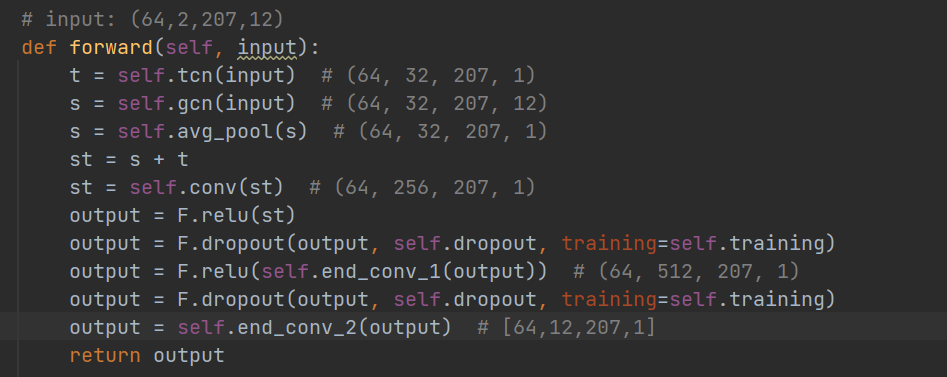 # input: (64,2,207,12)
def forward(self, input):
    t = self.tcn(input)  # (64, 32, 207, 1)
    s = self.gcn(input)  # (64, 32, 207, 12)
    s = self.avg_pool(s)  # (64, 32, 207, 1)
    st = s + t
    st = self.conv(st)  # (64, 256, 207, 1)
    output = F.relu(st)
    output = F.dropout(output, self.dropout, training=self.training)
    output = F.relu(self.end_conv_1(output))  # (64, 512, 207, 1)
    output = F.dropout(output, self.dropout, training=self.training)
    output = self.end_conv_2(output)  # [64,12,207,1]
    return output